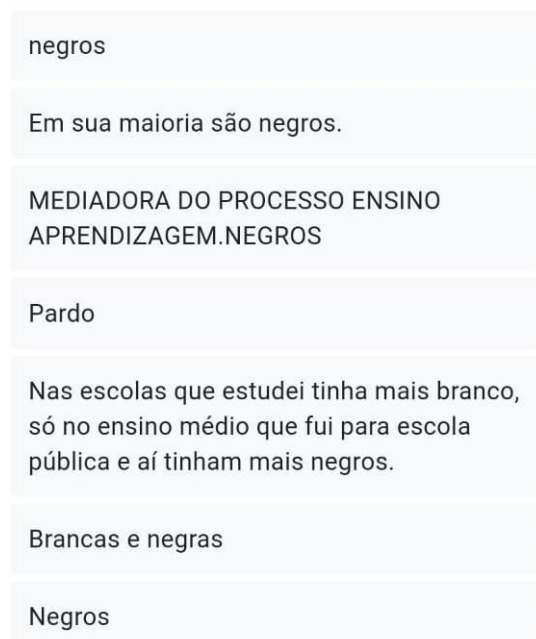 negros
Em sua maioria são negros.
MEDIADORA DO PROCESSO ENSINO
APRENDIZAGEM.NEGROS
Pardo
Nas escolas que estudei tinha mais branco,
só no ensino médio que fui para escola
pública e aí tinham mais negros.
Brancas e negras
Negros